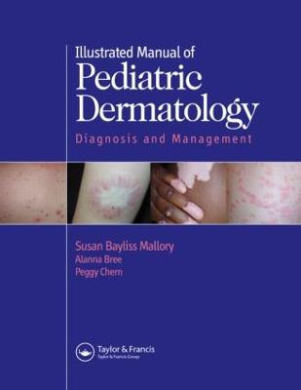 Illustrated Manual of
Pediatric
Dermatology
Diagnosis and Management
Susan Bayliss Mallory
Alanna Bree
Peggy Chern
Taylor & Francis
Taylor & Francis Group